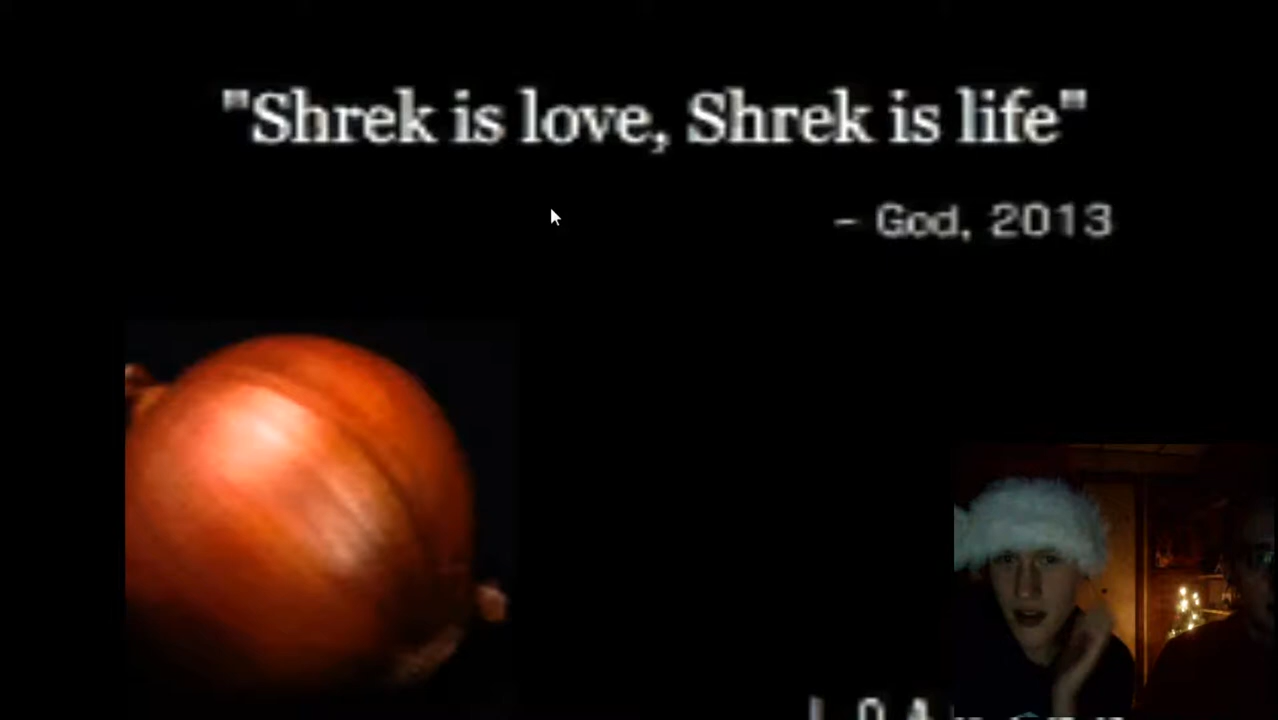 "Shrek is love, Shrek is life"
– God, 2013